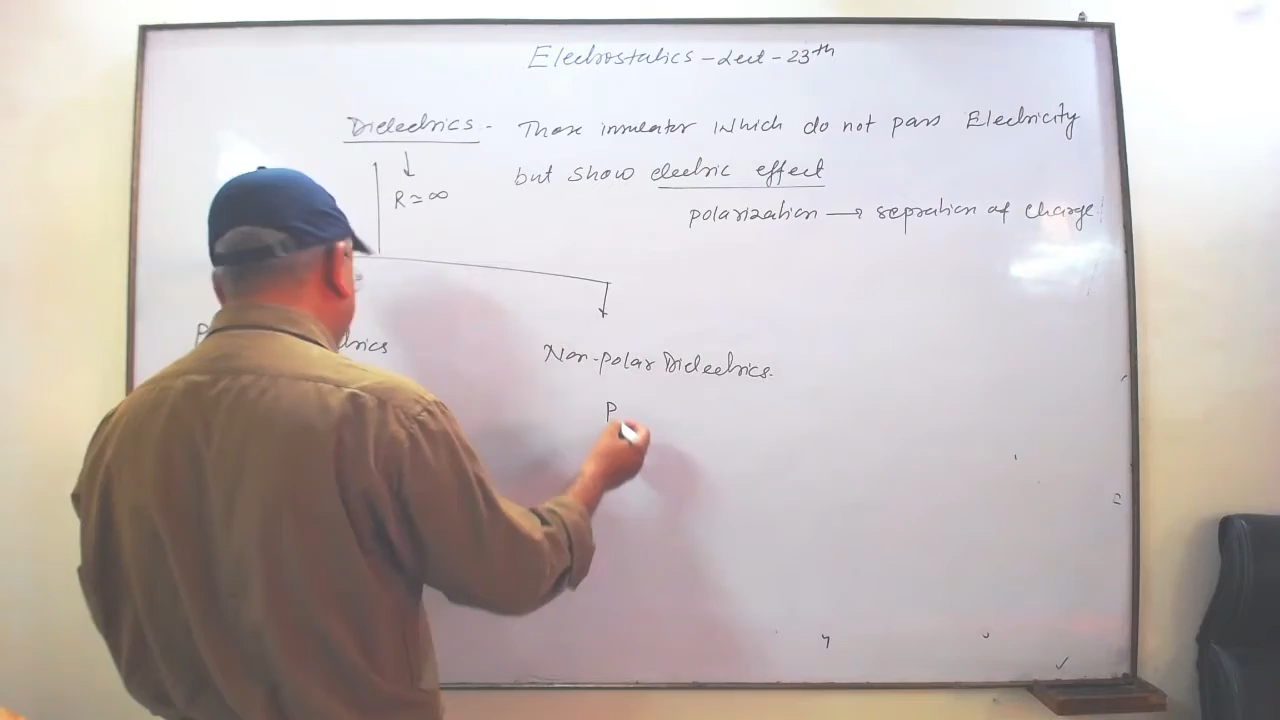 Electrostatics - Lect - 23th
Dielectrics - Those insulator which do not pass Electricity
R ≃ ∞
but show electric effect
polarization → sepration of charge
Non-polar Dielectrics.
P